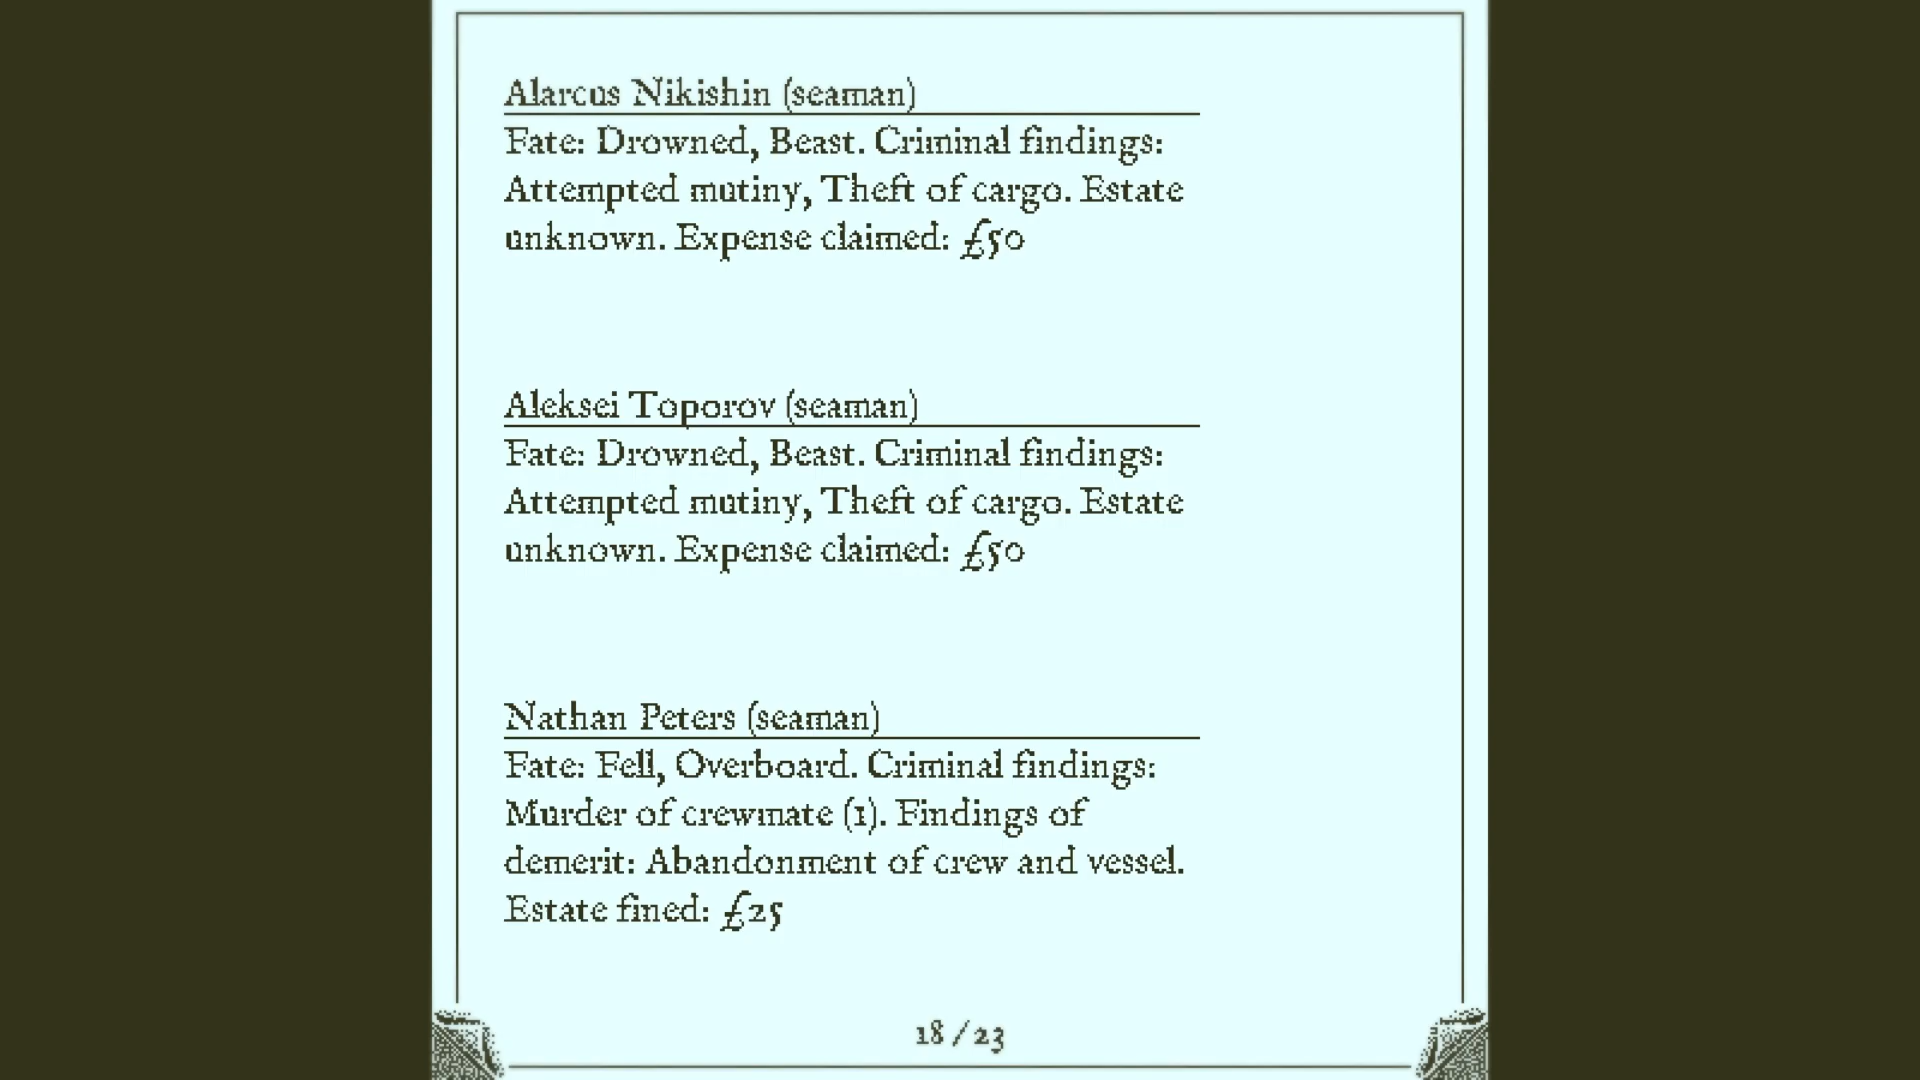 Alarcus Nikishin (seaman)
Fate: Drowned, Beast. Criminal findings:
Attempted mutiny, Theft of cargo. Estate
unknown. Expense claimed: £50
Aleksei Toporov (seaman)
Fate: Drowned, Beast. Criminal findings:
Attempted mutiny, Theft of cargo. Estate
unknown. Expense claimed: £50
Nathan Peters (seaman)
Fate: Fell, Overboard. Criminal findings:
Murder of crewmate (1). Findings of
demerit: Abandonment of crew and vessel.
Estate fined: £25
18 / 23